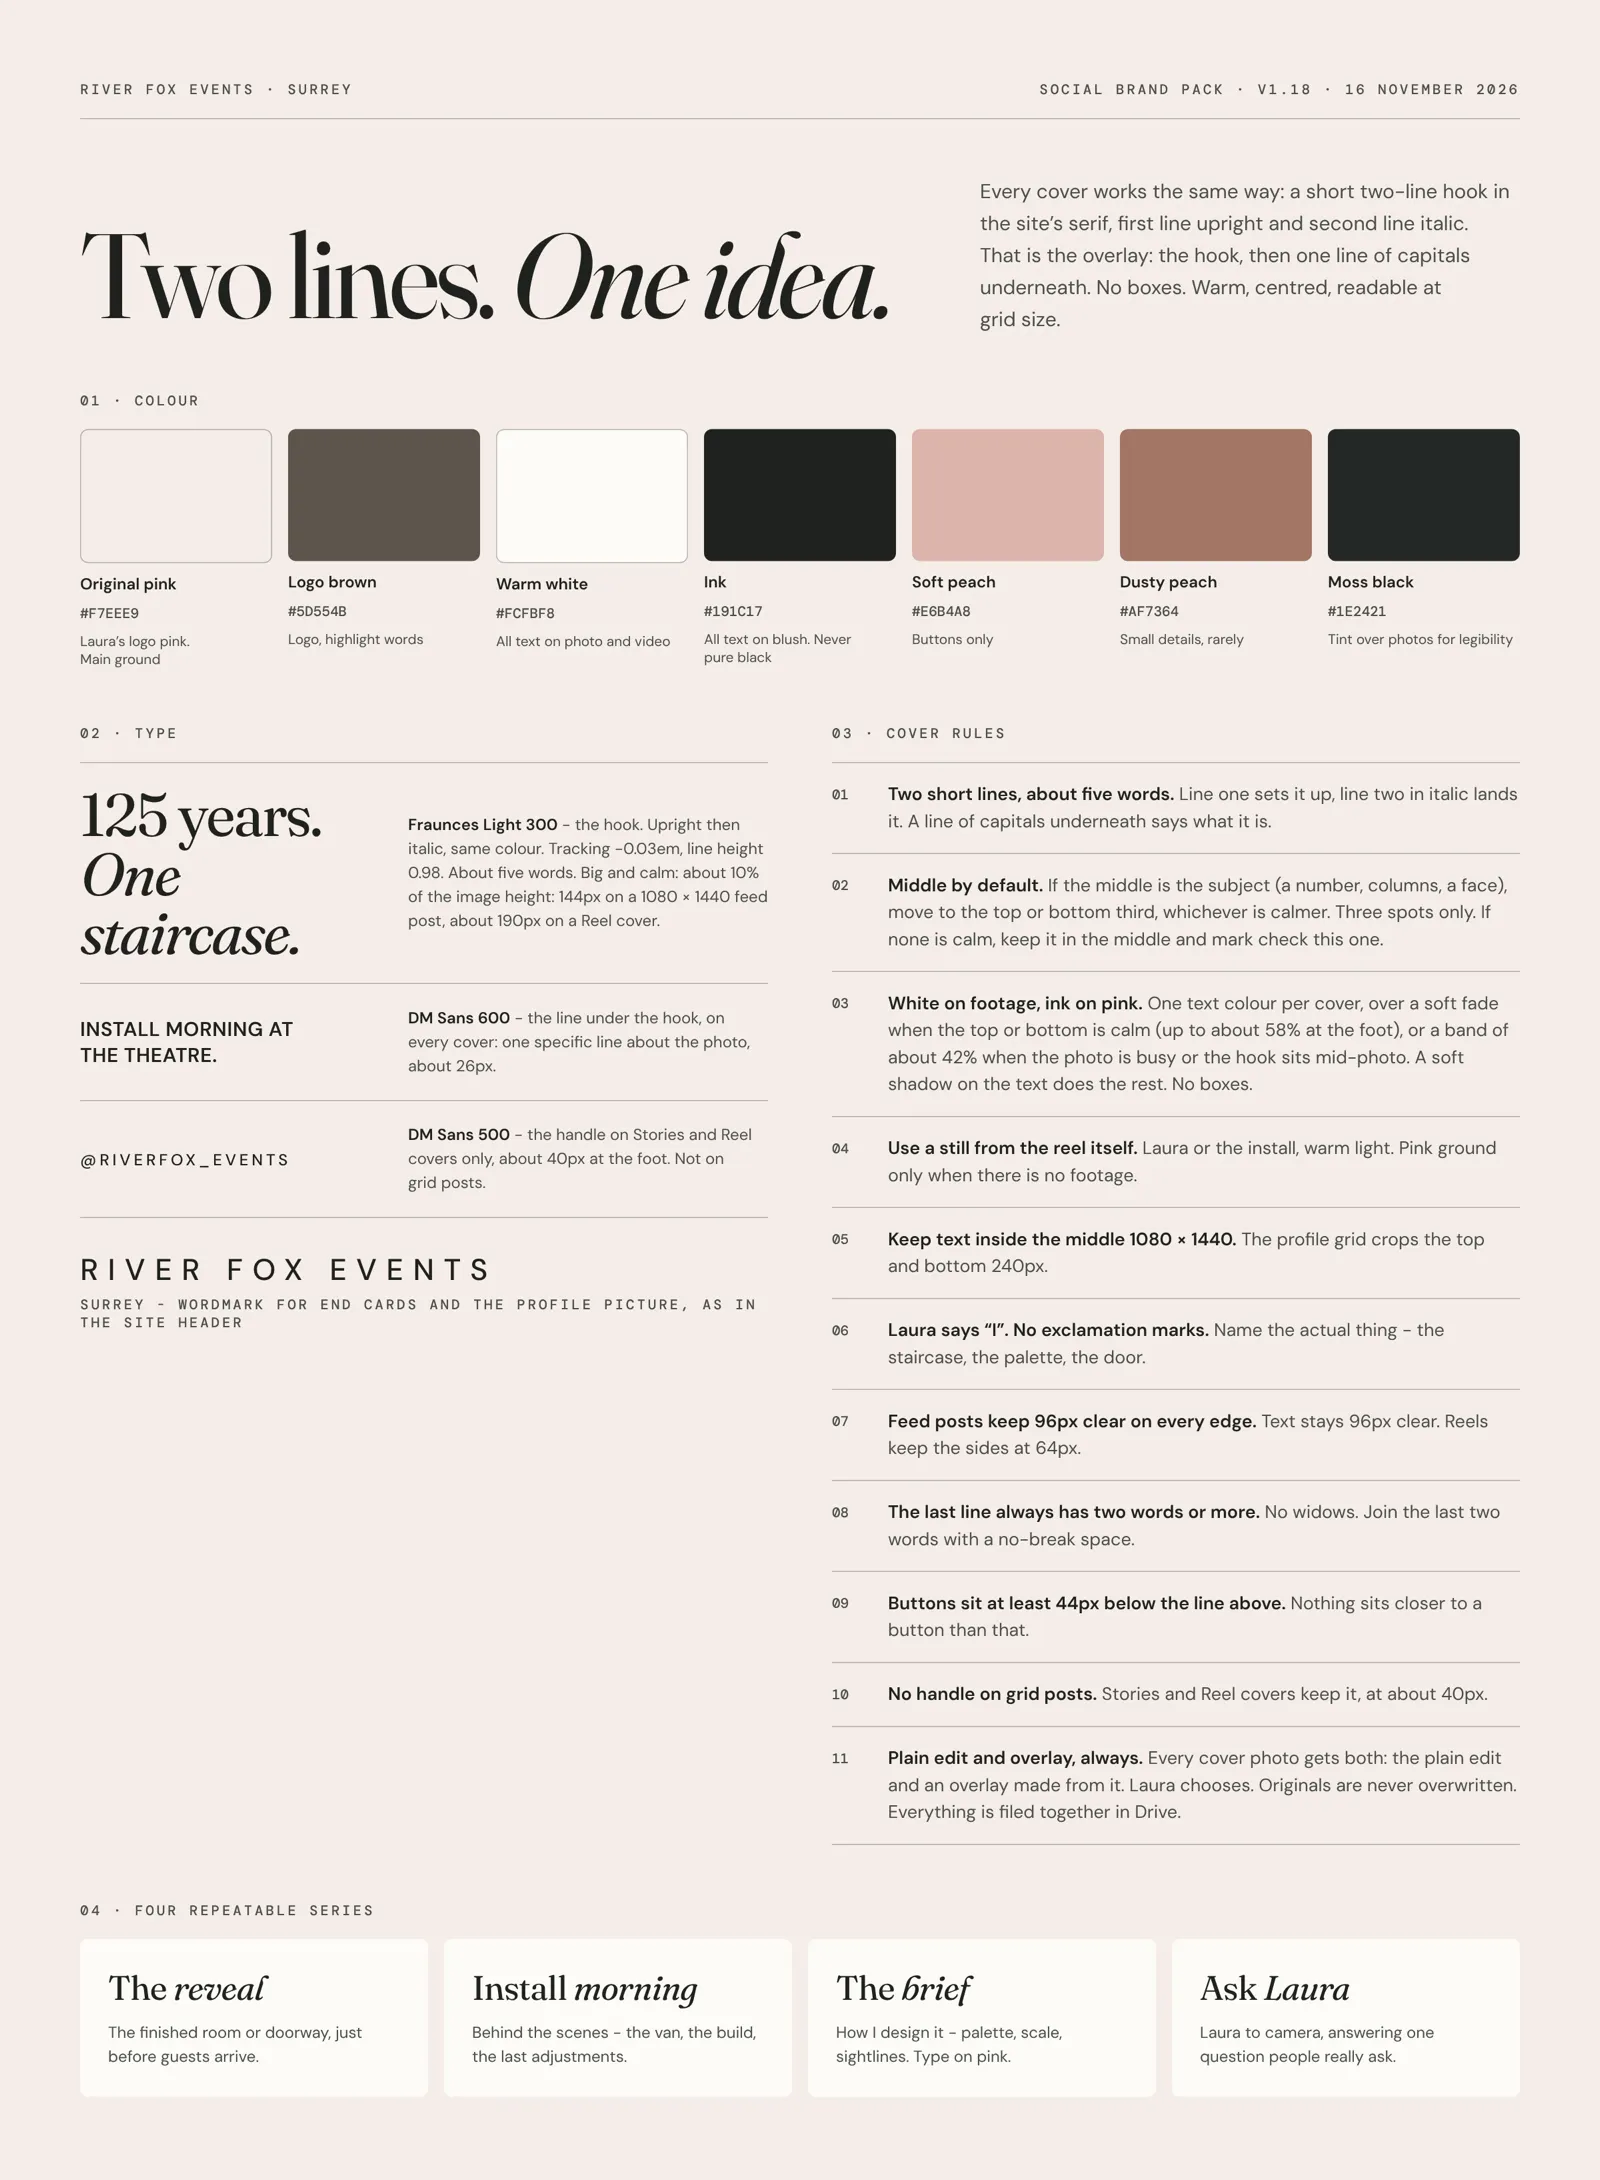 RIVER FOX EVENTS · SURREY
SOCIAL BRAND PACK · V1.18 · 16 NOVEMBER 2026
Two lines. One idea.
Every cover works the same way: a short two-line hook in
the site’s serif, first line upright and second line italic.
That is the overlay: the hook, then one line of capitals
underneath. No boxes. Warm, centred, readable at
grid size.
01 · COLOUR
Original pink
#F7EEE9
Laura’s logo pink.
Main ground
Logo brown
#5D554B
Logo, highlight words
Warm white
#FCFBF8
All text on photo and video
Ink
#191C17
All text on blush. Never
pure black
Soft peach
#E6B4A8
Buttons only
Dusty peach
#AF7364
Small details, rarely
Moss black
#1E2421
Tint over photos for legibility
02 · TYPE
125 years.
One
staircase.
Fraunces Light 300 - the hook. Upright then
italic, same colour. Tracking -0.03em, line height
0.98. About five words. Big and calm: about 10%
of the image height: 144px on a 1080 × 1440 feed
post, about 190px on a Reel cover.
INSTALL MORNING AT
THE THEATRE.
DM Sans 600 - the line under the hook, on
every cover: one specific line about the photo,
about 26px.
@RIVERFOX_EVENTS
DM Sans 500 - the handle on Stories and Reel
covers only, about 40px at the foot. Not on
grid posts.
RIVER FOX EVENTS
SURREY - WORDMARK FOR END CARDS AND THE PROFILE PICTURE, AS IN
THE SITE HEADER
03 · COVER RULES
01
Two short lines, about five words. Line one sets it up, line two in italic lands
it. A line of capitals underneath says what it is.
02
Middle by default. If the middle is the subject (a number, columns, a face),
move to the top or bottom third, whichever is calmer. Three spots only. If
none is calm, keep it in the middle and mark check this one.
03
White on footage, ink on pink. One text colour per cover, over a soft fade
when the top or bottom is calm (up to about 58% at the foot), or a band of
about 42% when the photo is busy or the hook sits mid-photo. A soft
shadow on the text does the rest. No boxes.
04
Use a still from the reel itself. Laura or the install, warm light. Pink ground
only when there is no footage.
05
Keep text inside the middle 1080 × 1440. The profile grid crops the top
and bottom 240px.
06
Laura says “I”. No exclamation marks. Name the actual thing - the
staircase, the palette, the door.
07
Feed posts keep 96px clear on every edge. Text stays 96px clear. Reels
keep the sides at 64px.
08
The last line always has two words or more. No widows. Join the last two
words with a no-break space.
09
Buttons sit at least 44px below the line above. Nothing sits closer to a
button than that.
10
No handle on grid posts. Stories and Reel covers keep it, at about 40px.
11
Plain edit and overlay, always. Every cover photo gets both: the plain edit
and an overlay made from it. Laura chooses. Originals are never overwritten.
Everything is filed together in Drive.
04 · FOUR REPEATABLE SERIES
The reveal
The finished room or doorway, just
before guests arrive.
Install morning
Behind the scenes - the van, the build,
the last adjustments.
The brief
How I design it - palette, scale,
sightlines. Type on pink.
Ask Laura
Laura to camera, answering one
question people really ask.